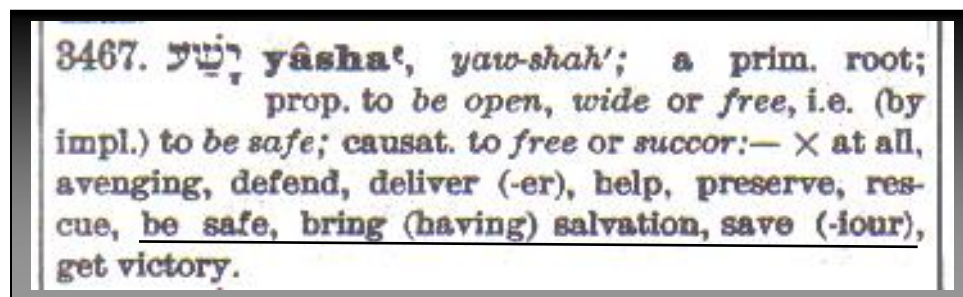 3467. יָשַׁע yâshaʿ, yaw-shah'; a prim. root;
prop. to be open, wide or free, i.e. (by
impl.) to be safe; causat. to free or succor:— × at all,
avenging, defend, deliver (-er), help, preserve, res-
cue, be safe, bring (having) salvation, save (-iour),
get victory.